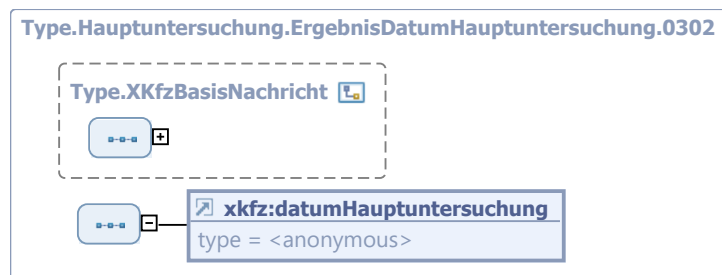 Type.Hauptuntersuchung.ErgebnisDatumHauptuntersuchung.0302
Type.XKfzBasisNachricht
xkfz:datumHauptuntersuchung
type = <anonymous>